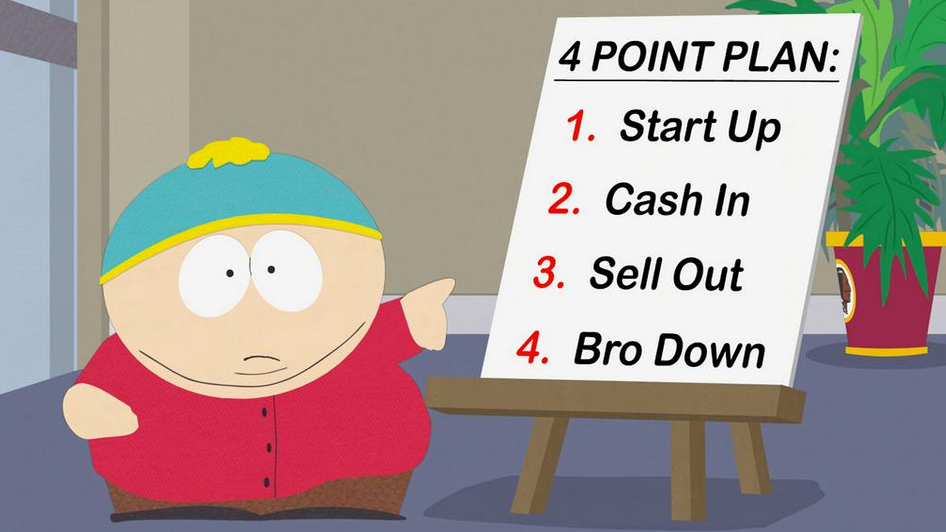 4 POINT PLAN:
1. Start Up
2. Cash In
3. Sell Out
4. Bro Down